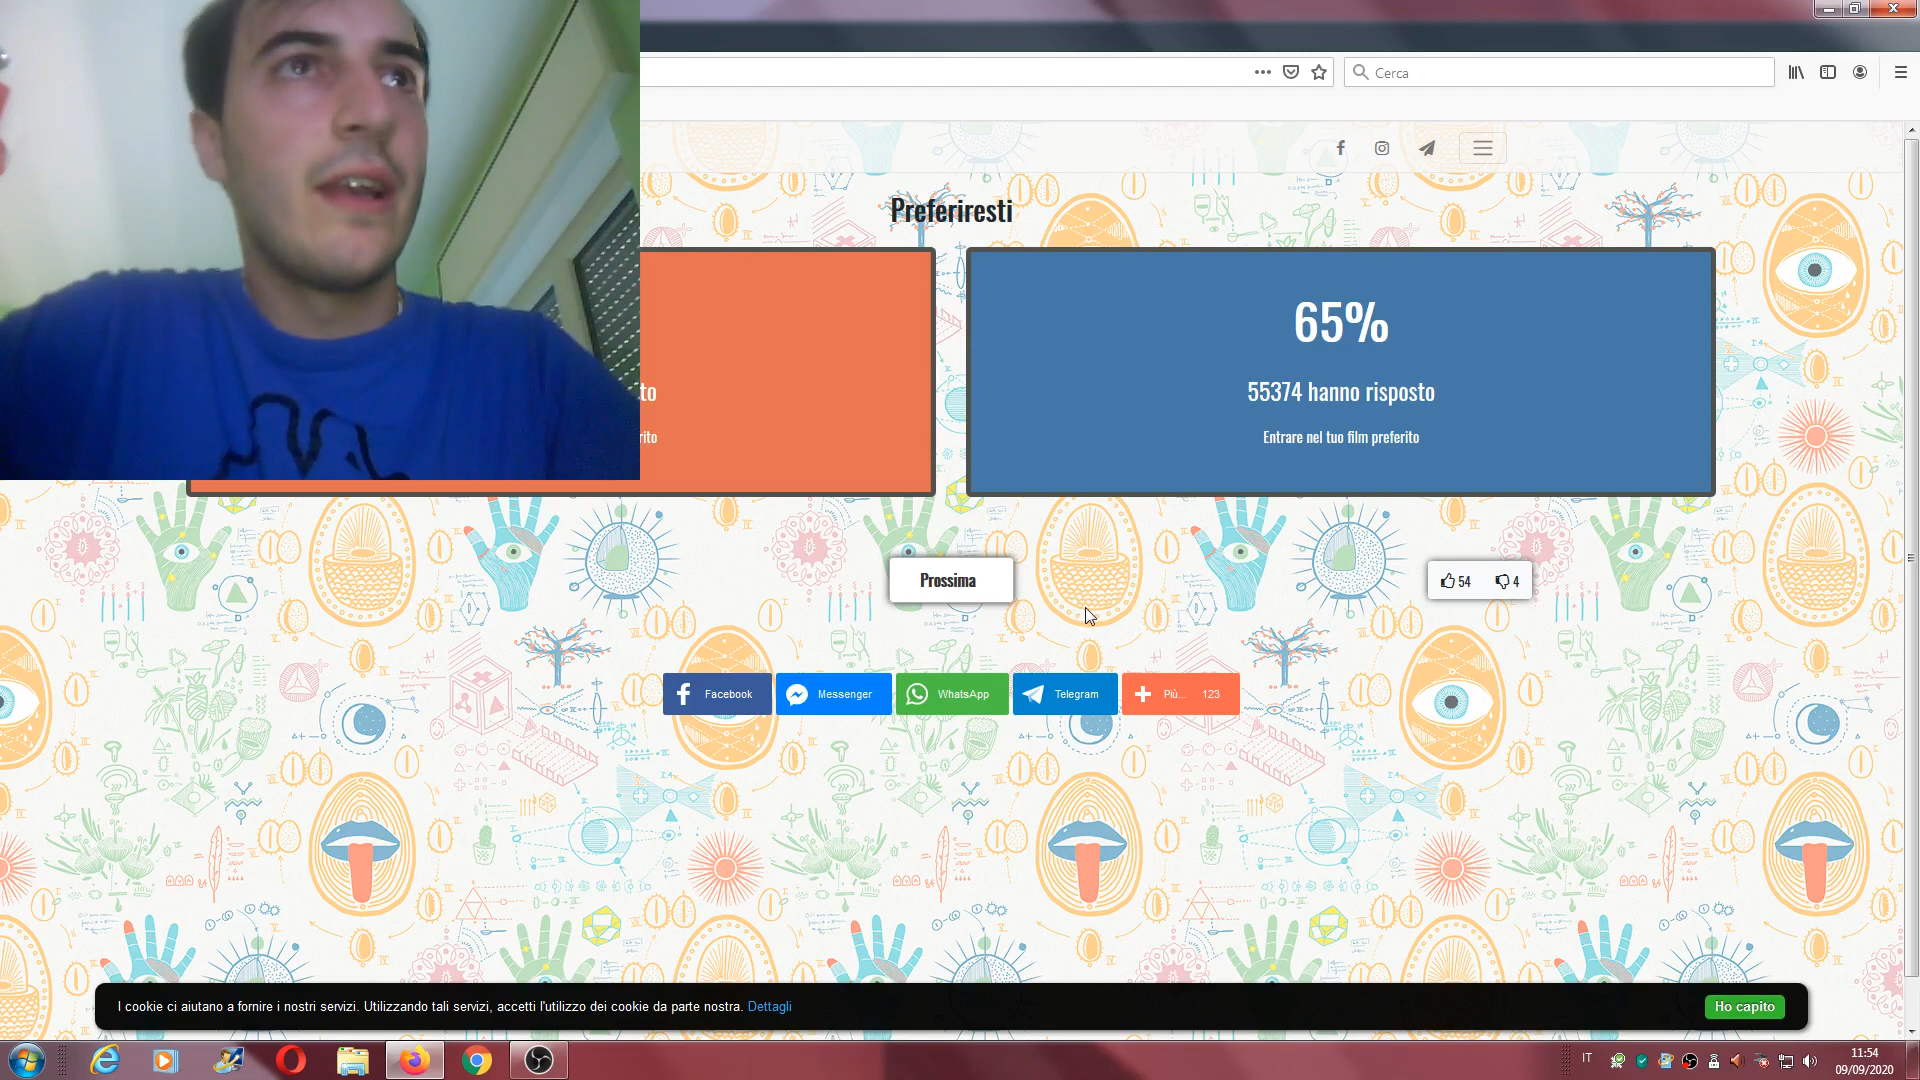 Cerca
Preferiresti
65%
to
55374 hanno risposto
rito
Entrare nel tuo film preferito
Prossima
54
4
Facebook
Messenger
WhatsApp
Telegram
Più...
123
I cookie ci aiutano a fornire i nostri servizi. Utilizzando tali servizi, accetti l'utilizzo dei cookie da parte nostra. Dettagli
Ho capito
IT
11:54
09/09/2020